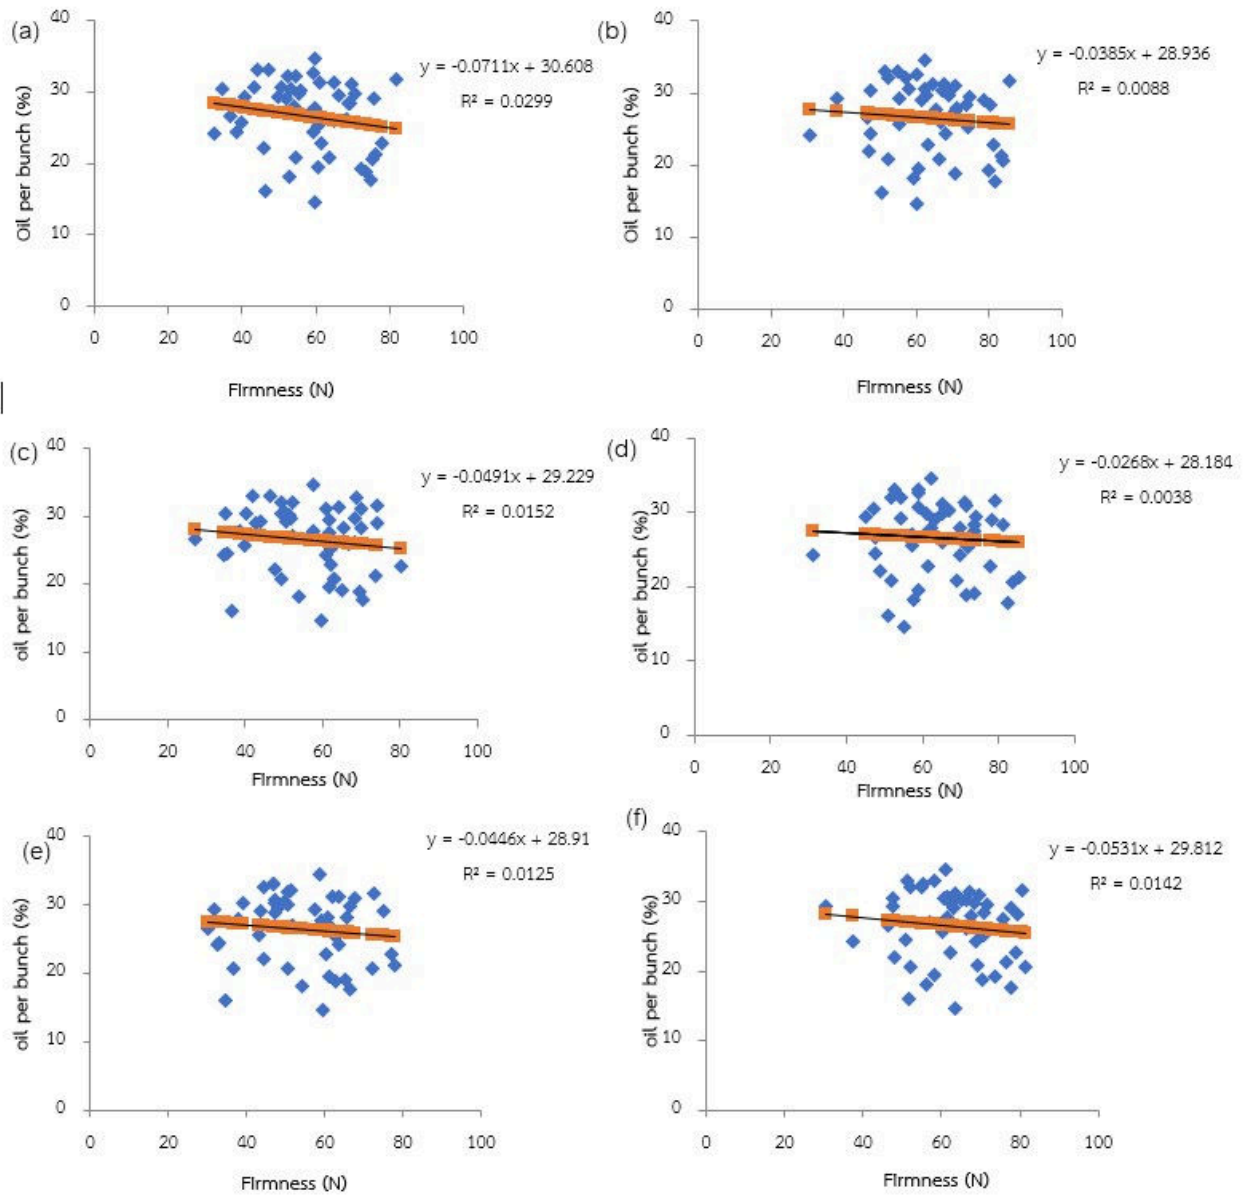 (a)
40
30
20
10
0
Oil per bunch (%)
y = -0.0711x + 30.608
R² = 0.0299
0 20 40 60 80 100
Firmness (N)
(b)
40
30
20
10
0
Oil per bunch (%)
y = -0.0385x + 28.936
R² = 0.0088
0 20 40 60 80 100
Firmness (N)
(c)
40
30
20
10
0
oil per bunch (%)
y = -0.0491x + 29.229
R² = 0.0152
0 20 40 60 80 100
Firmness (N)
(d)
40
30
20
10
0
oil per bunch (%)
y = -0.0268x + 28.184
R² = 0.0038
0 20 40 60 80 100
Firmness (N)
(e)
40
30
20
10
0
oil per bunch (%)
y = -0.0446x + 28.91
R² = 0.0125
0 20 40 60 80 100
Firmness (N)
(f)
40
30
20
10
0
oil per bunch (%)
y = -0.0531x + 29.812
R² = 0.0142
0 20 40 60 80 100
Firmness (N)